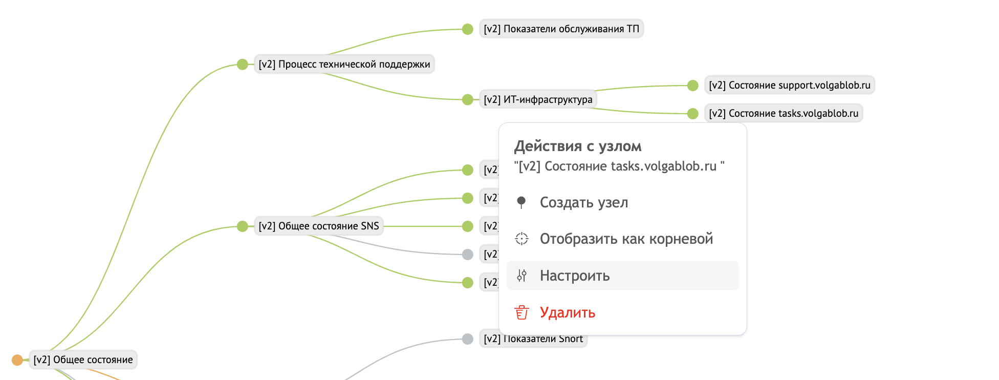 [v2] Показатели обслуживания ТП
[v2] Процесс технической поддержки
[v2] Состояние support.volgablob.ru
[v2] ИТ-инфраструктура
[v2] Состояние tasks.volgablob.ru
Действия с узлом
"[v2] Состояние tasks.volgablob.ru "
[v2]
[v2]
Создать узел
[v2] Общее состояние SNS
[v2]
Отобразить как корневой
[v2]
Настроить
[v2]
Удалить
[v2] Показатели Snort
[v2] Общее состояние